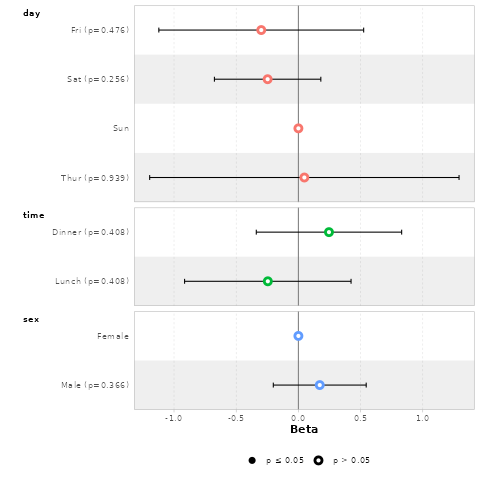 day
Fri (p=0.476)
Sat (p=0.256)
Sun
Thur (p=0.939)
time
Dinner (p=0.408)
Lunch (p=0.408)
sex
Female
Male (p=0.366)
-1.0 -0.5 0.0 0.5 1.0
Beta
p ≤ 0.05 p > 0.05